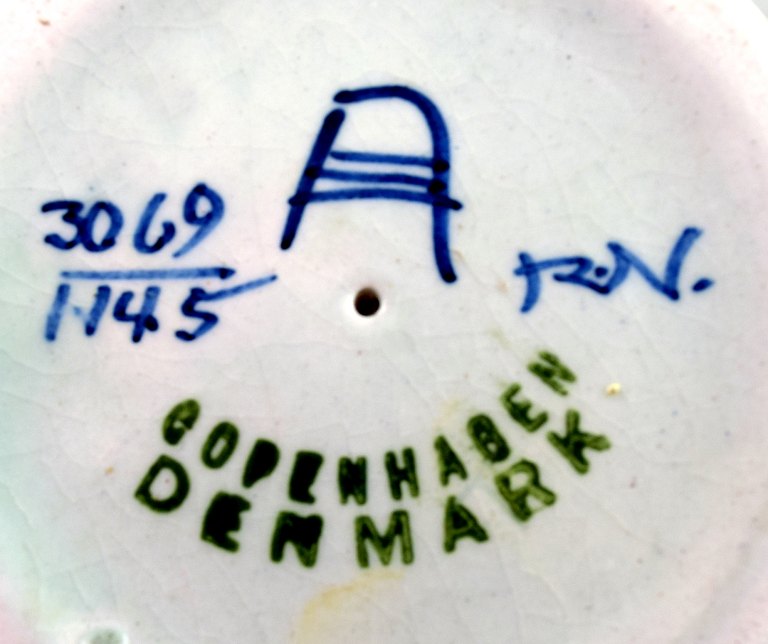 A
3069
1145
R.N.
COPENHAGEN
DENMARK